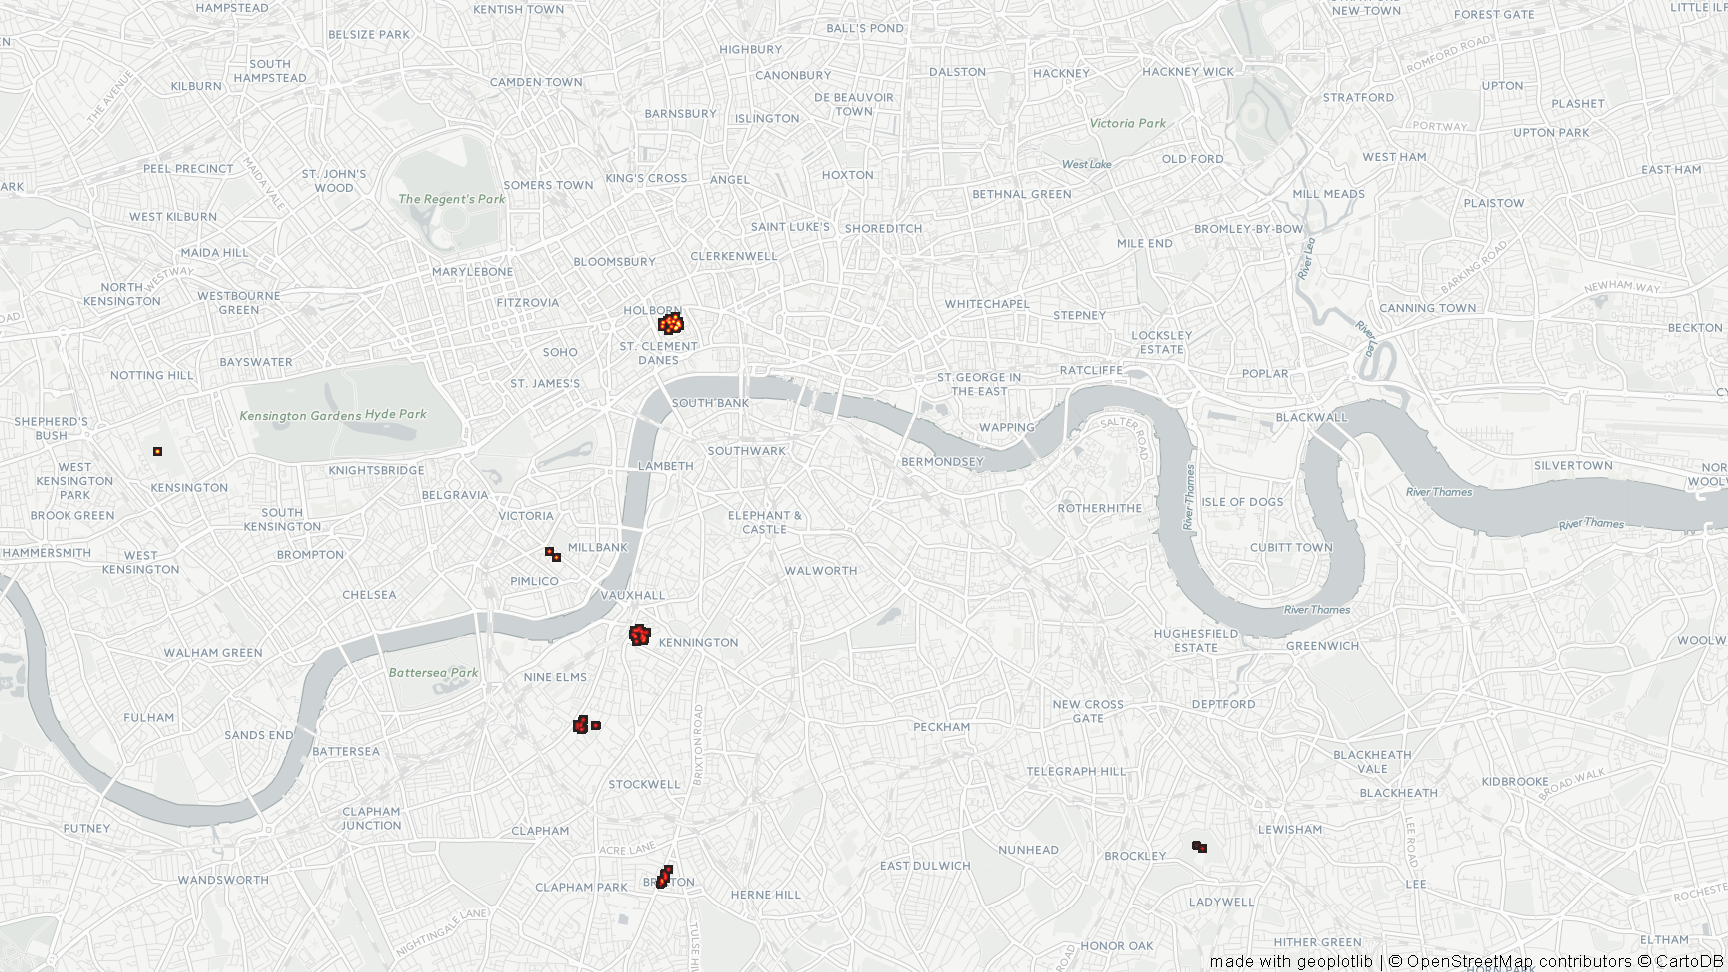 HAMPSTEAD
KENTISH TOWN
BALL'S POND
NEW TOWN
FOREST GATE
LITTLE ILF
BELSIZE PARK
HIGHBURY
ROMFORD ROAD
SOUTH
HAMPSTEAD
CANONBURY
DALSTON
HACKNEY
HACKNEY WICK
THE AVENUE
KILBURN
CAMDEN TOWN
UPTON
DE BEAUVOIR
TOWN
STRATFORD
PLASHET
BARNSBURY
ISLINGTON
Victoria Park
PORTWAY
UPTON PARK
PEEL PRECINCT
MAIDA VALE
ST. JOHN'S
WOOD
SOMERS TOWN
KING'S CROSS
ANGEL
HOXTON
West Lake
OLD FORD
WEST HAM
EAST HAM
ARK
The Regent's Park
BETHNAL GREEN
MILL MEADS
PLAISTOW
WEST KILBURN
SAINT LUKE'S
SHOREDITCH
BROMLEY-BY-BOW
MAIDA HILL
MARYLEBONE
BLOOMSBURY
CLERKENWELL
MILE END
River Lea
BARKING ROAD
WESTWAY
NORTH
KENSINGTON
WESTBOURNE
GREEN
FITZROVIA
HOLBORN
WHITECHAPEL
STEPNEY
CANNING TOWN
NEWHAM WAY
BECKTON
ROAD
SOHO
ST. CLEMENT
DANES
LOCKSLEY
ESTATE
River Lea
BAYSWATER
NOTTING HILL
ST. JAMES'S
ST.GEORGE IN
THE EAST
RATCLIFFE
POPLAR
SHEPHERD'S
BUSH
Kensington Gardens
Hyde Park
SOUTH BANK
WAPPING
SALTER ROAD
BLACKWALL
KNIGHTSBRIDGE
LAMBETH
SOUTHWARK
BERMONDSEY
SILVERTOWN
WEST
KENSINGTON
PARK
KENSINGTON
BELGRAVIA
River Thames
ISLE OF DOGS
River Thames
BROOK GREEN
SOUTH
KENSINGTON
VICTORIA
ELEPHANT &
CASTLE
ROTHERHITHE
River Thames
HAMMERSMITH
WEST
KENSINGTON
BROMPTON
MILLBANK
CUBITT TOWN
PIMLICO
WALWORTH
CHELSEA
VAUXHALL
River Thames
WALHAM GREEN
KENNINGTON
HUGHESFIELD
ESTATE
GREENWICH
WOOLW
Battersea Park
NINE ELMS
FULHAM
SANDS END
BATTERSEA
BRIXTON ROAD
PECKHAM
NEW CROSS
GATE
DEPTFORD
STOCKWELL
TELEGRAPH HILL
BLACKHEATH
VALE
KIDBROOKE
BROAD WALK
BLACKHEATH
CLAPHAM
JUNCTION
CLAPHAM
LEE ROAD
LEWISHAM
ACRE LANE
NUNHEAD
BROCKLEY
WANDSWORTH
CLAPHAM PARK
HERNE HILL
EAST DULWICH
LEE
LADYWELL
NIGHTINGALE LANE
HONOR OAK
HITHER GREEN
ELTHAM
made with geoplotlib | © OpenStreetMap contributors © CartoDB